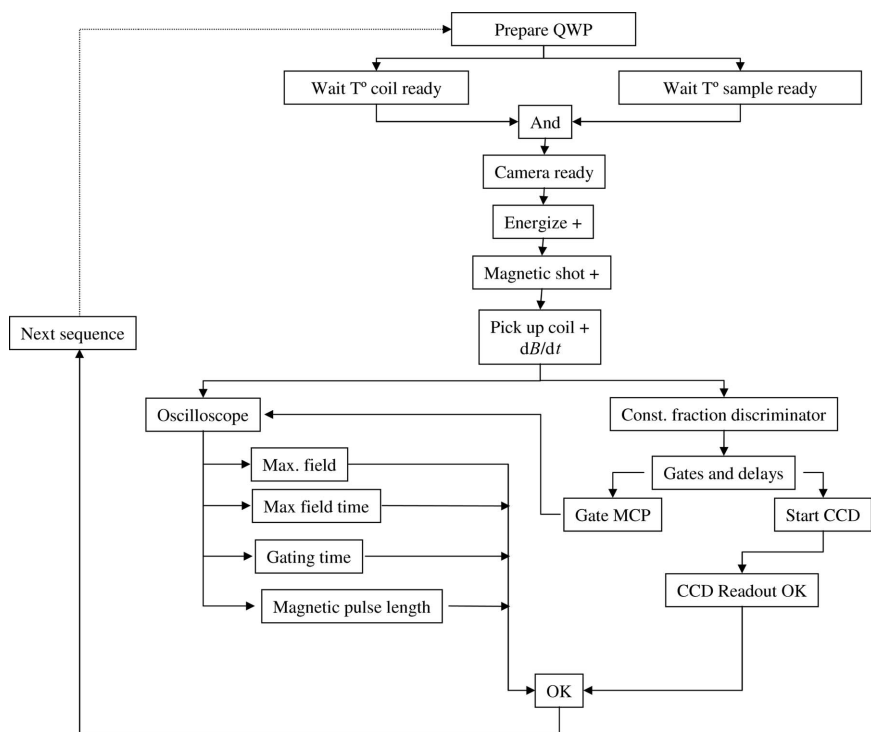 Prepare QWP
Wait Tº coil ready
Wait Tº sample ready
And
Camera ready
Energize +
Magnetic shot +
Next sequence
Pick up coil +
dB/dt
Oscilloscope
Const. fraction discriminator
Max. field
Gates and delays
Max field time
Gate MCP
Start CCD
Gating time
CCD Readout OK
Magnetic pulse length
OK